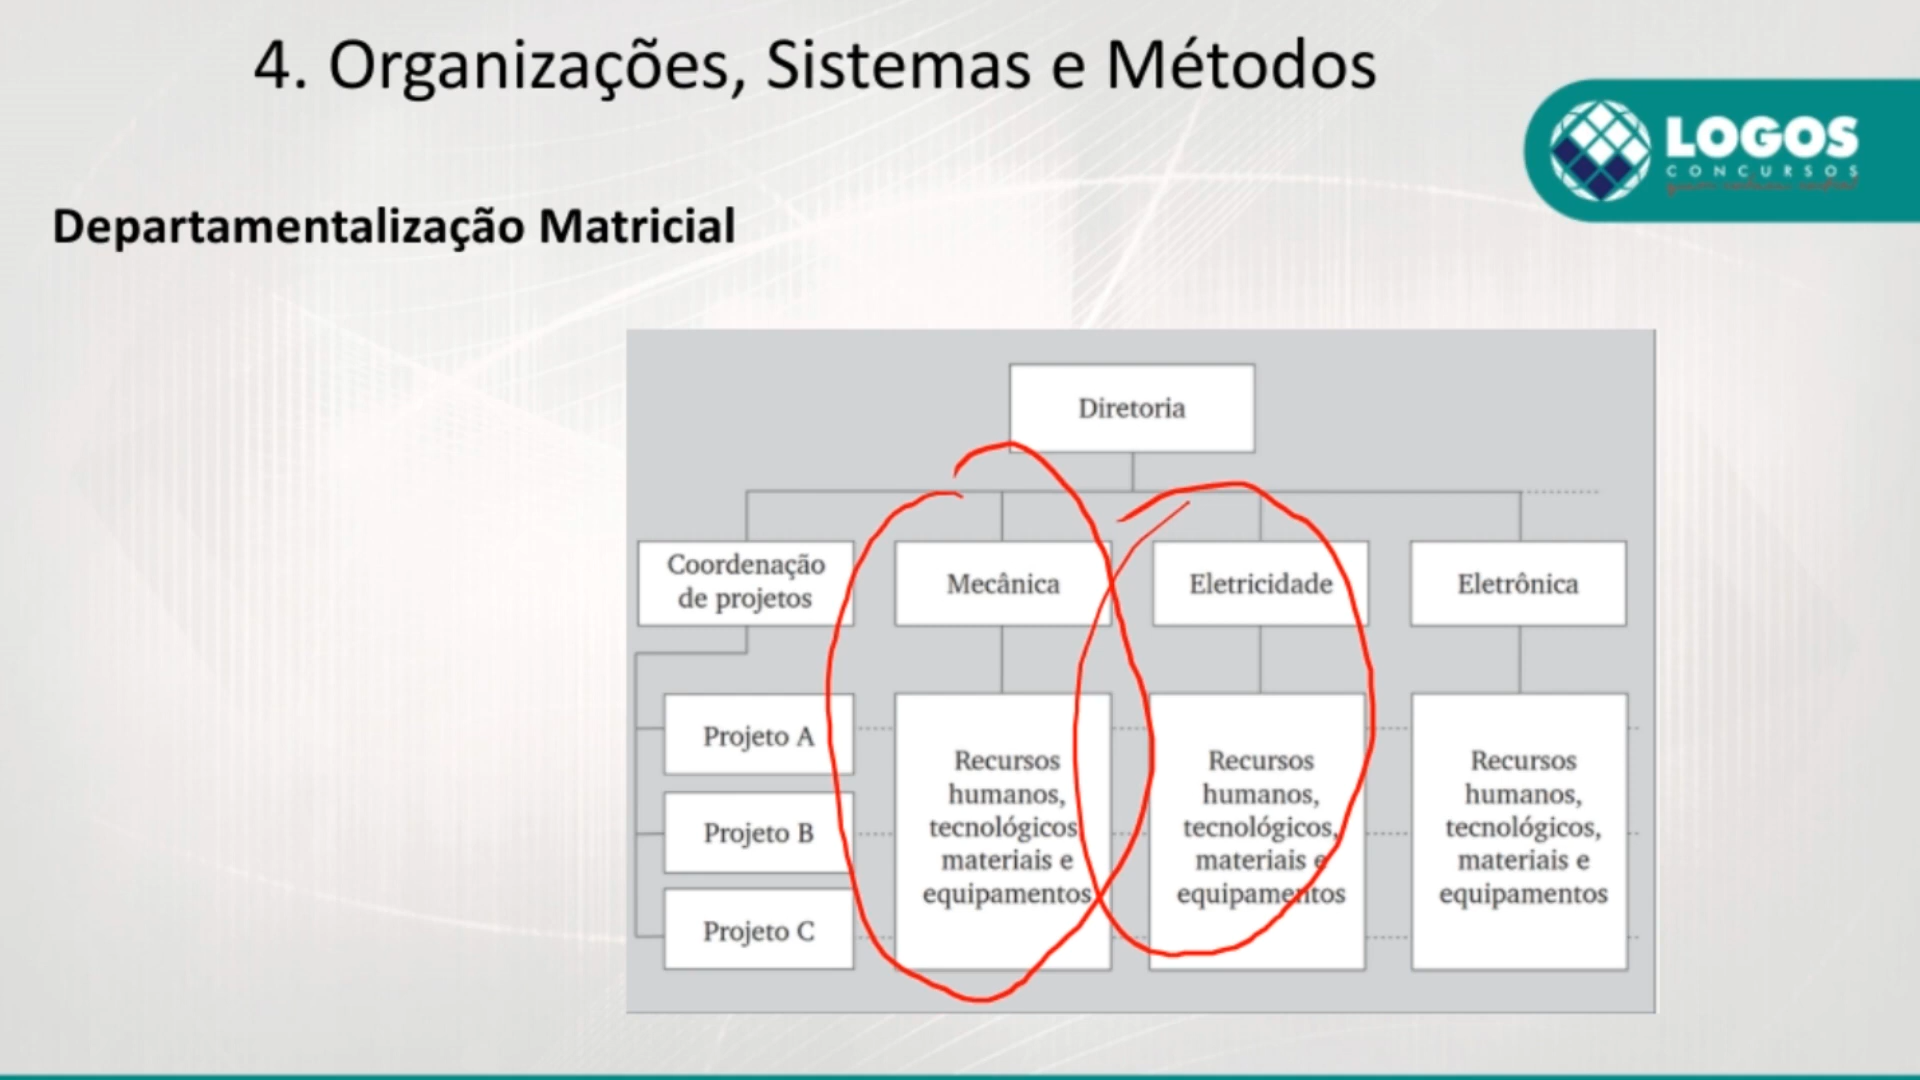 4. Organizações, Sistemas e Métodos
LOGOS
CONCURSOS
Departamentalização Matricial
Diretoria
Coordenação
de projetos
Mecânica
Eletricidade
Eletrônica
Projeto A
Projeto B
Projeto C
Recursos
humanos,
tecnológicos,
materiais e
equipamentos
Recursos
humanos,
tecnológicos,
materiais e
equipamentos
Recursos
humanos,
tecnológicos,
materiais e
equipamentos